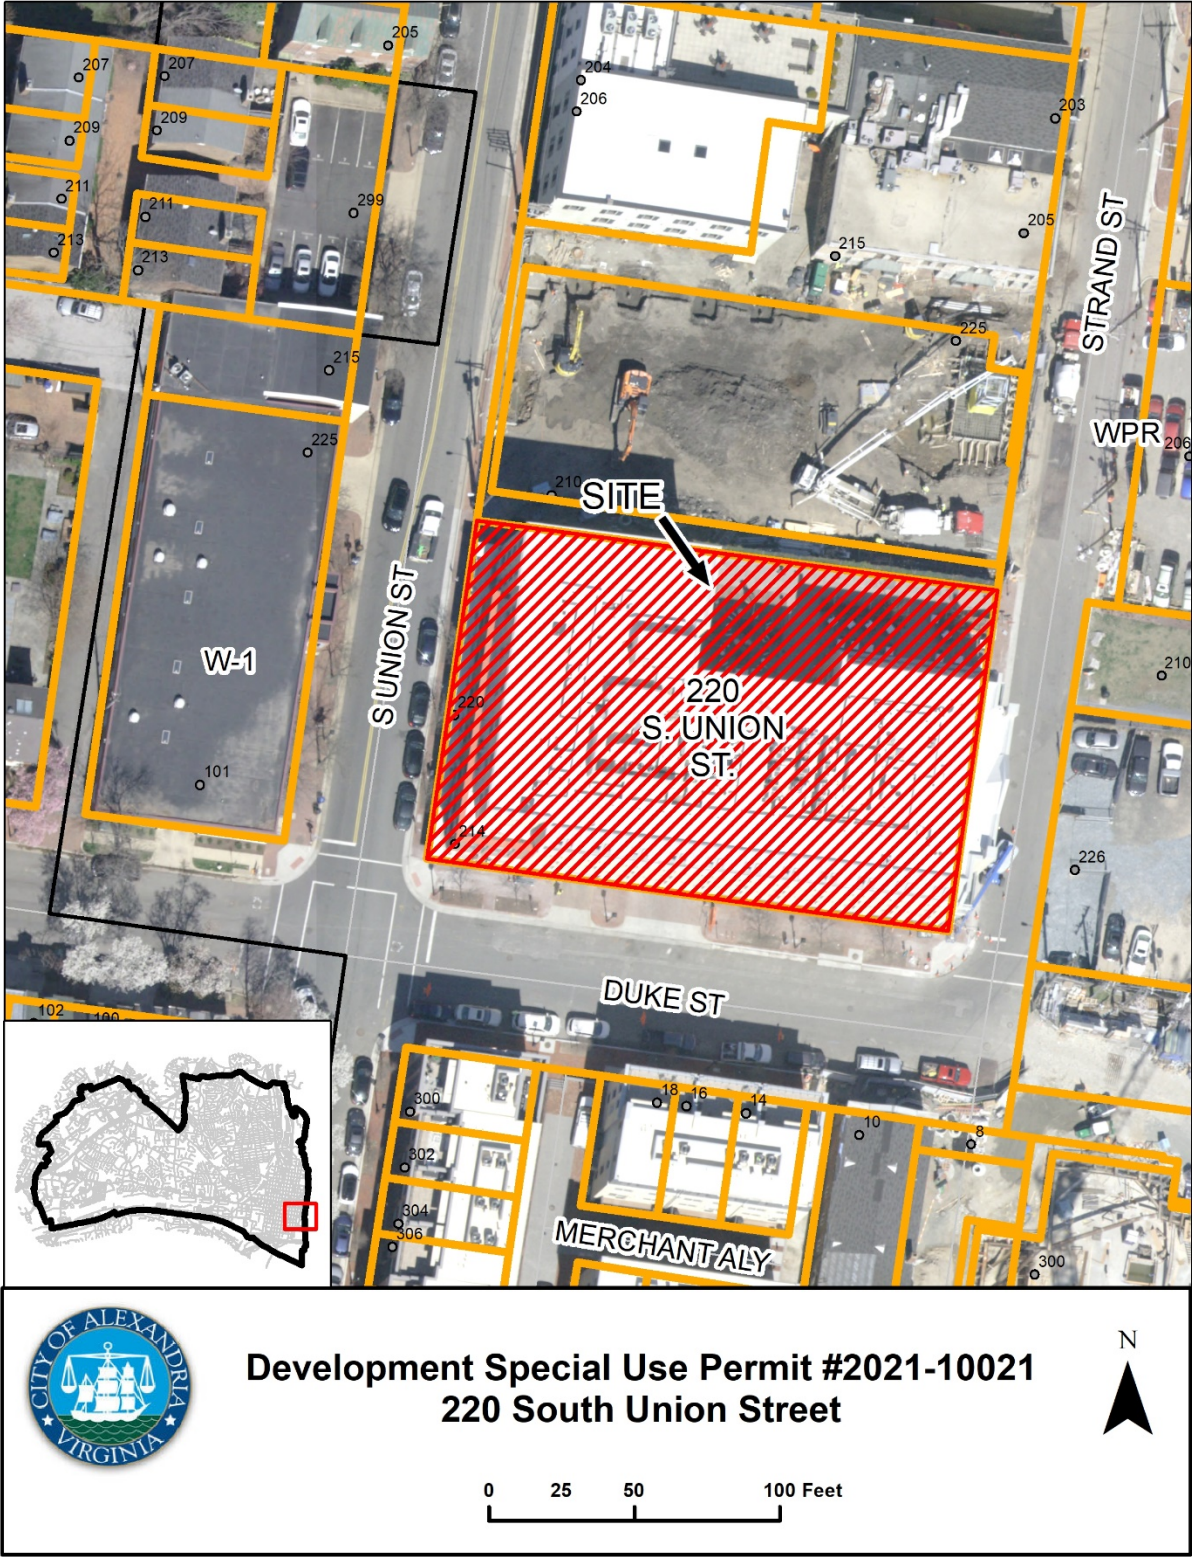 205
207
207
204
206
203
209
209
211
299
211
205
213
215
213
STRAND ST
225
215
WPR
206
225
210
SITE
S UNION ST
W-1
210
220
220
S. UNION
ST.
101
214
226
DUKE ST
102
100
300
18
16
14
10
8
302
304
306
MERCHANT ALY
300
CITY OF ALEXANDRIA
VIRGINIA
Development Special Use Permit #2021-10021
220 South Union Street
N
0 25 50 100 Feet